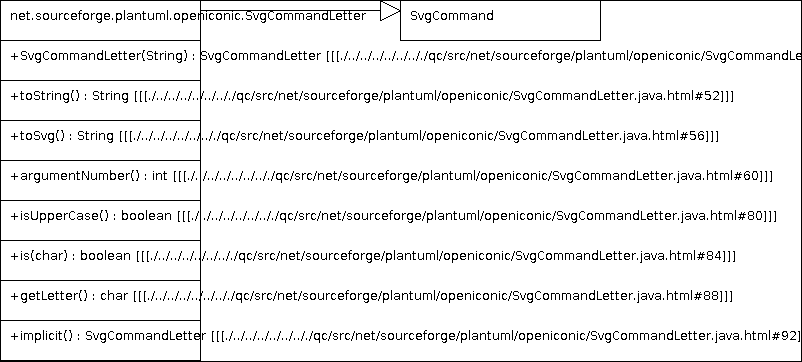 net.sourceforge.plantuml.openiconic.SvgCommandLetter
SvgCommand
+SvgCommandLetter(String) : SvgCommandLetter [[[./../../../../../../qc/src/net/sourceforge/plantuml/openiconic/SvgCommandLe
+toString() : String [[[./../../../../../../qc/src/net/sourceforge/plantuml/openiconic/SvgCommandLetter.java.html#52]]]
+toSvg() : String [[[./../../../../../../qc/src/net/sourceforge/plantuml/openiconic/SvgCommandLetter.java.html#56]]]
+argumentNumber() : int [[[./../../../../../../qc/src/net/sourceforge/plantuml/openiconic/SvgCommandLetter.java.html#60]]]
+isUpperCase() : boolean [[[./../../../../../../qc/src/net/sourceforge/plantuml/openiconic/SvgCommandLetter.java.html#80]]]
+is(char) : boolean [[[./../../../../../../qc/src/net/sourceforge/plantuml/openiconic/SvgCommandLetter.java.html#84]]]
+getLetter() : char [[[./../../../../../../qc/src/net/sourceforge/plantuml/openiconic/SvgCommandLetter.java.html#88]]]
+implicit() : SvgCommandLetter [[[./../../../../../../qc/src/net/sourceforge/plantuml/openiconic/SvgCommandLetter.java.html#92]